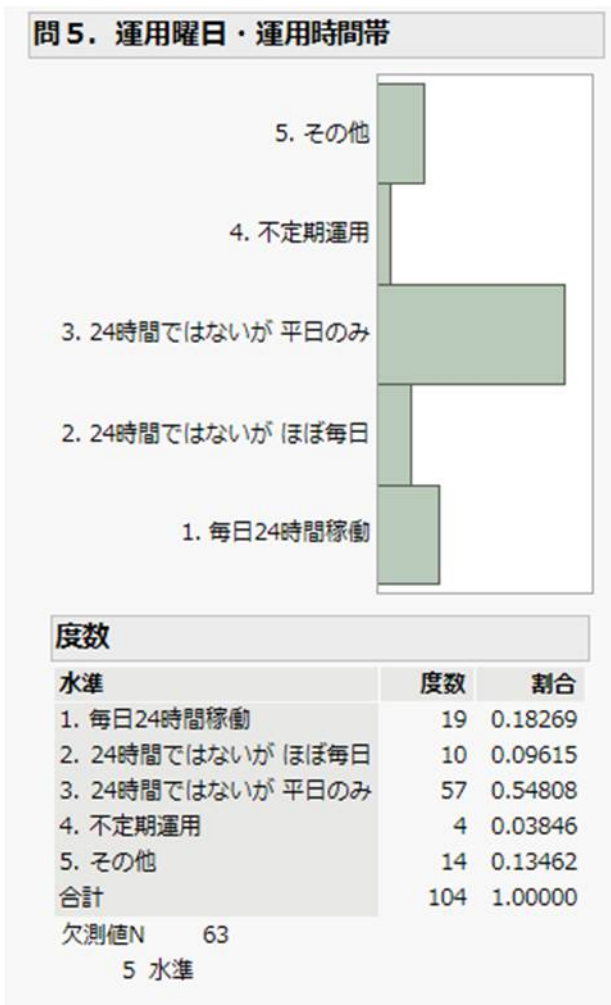 問5. 運用曜日・運用時間帯
5. その他
4. 不定期運用
3. 24時間ではないが 平日のみ
2. 24時間ではないが ほぼ毎日
1. 毎日24時間稼働
度数
水準 度数 割合
1. 毎日24時間稼働 19 0.18269
2. 24時間ではないが ほぼ毎日 10 0.09615
3. 24時間ではないが 平日のみ 57 0.54808
4. 不定期運用 4 0.03846
5. その他 14 0.13462
合計 104 1.00000
欠測値N 63
5 水準